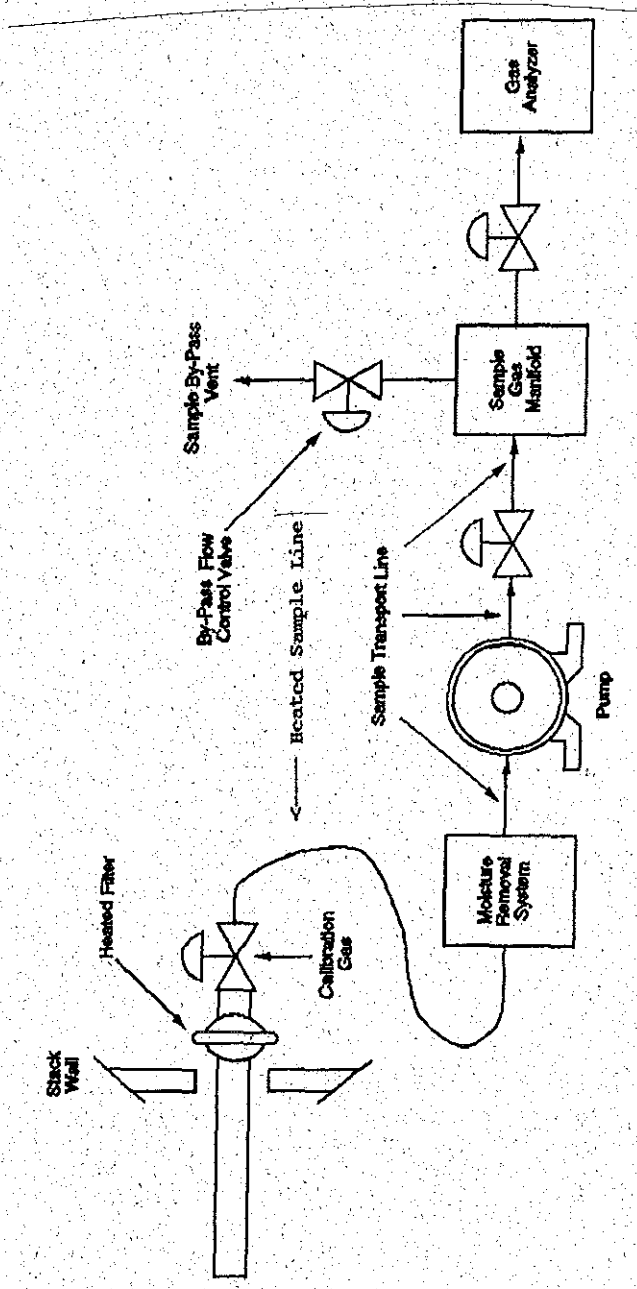 Stack
Wall
Heated Filter
Calibration
Gas
<----- Heated Sample Line
By-Pass Flow
Control Valve
Sample By-Pass
Vent
Moisture
Removal
System
Sample Transport Line
Pump
Sample
Gas
Manifold
Gas
Analyzer